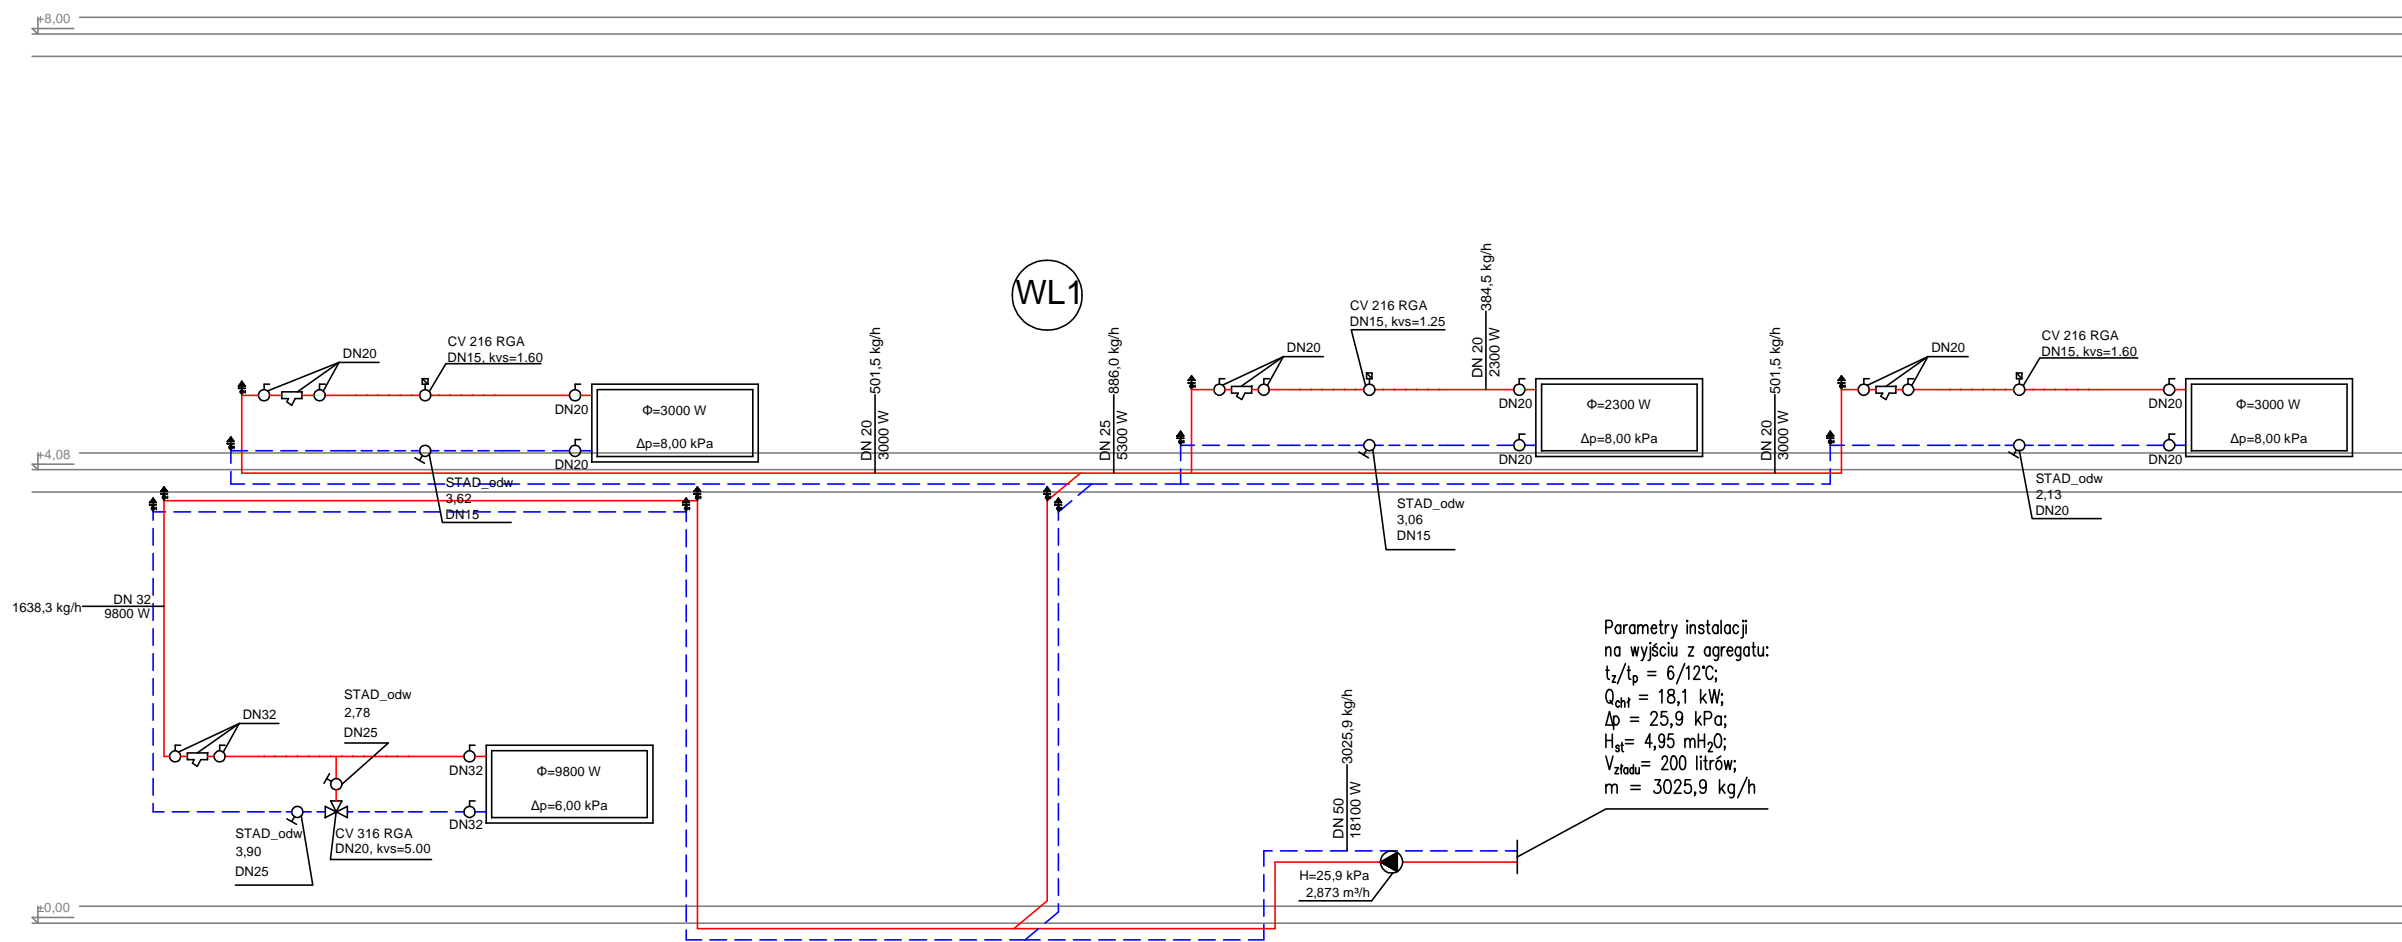 +8,00
WL1
DN20
CV 216 RGA
DN15, kvs=1.60
DN20
Φ=3000 W
Δp=8,00 kPa
DN20
STAD_odw
3,62
DN15
501,5 kg/h
DN 20
3000 W
886,0 kg/h
DN 25
5300 W
DN20
CV 216 RGA
DN15, kvs=1.25
384,5 kg/h
DN 20
2300 W
DN20
Φ=2300 W
Δp=8,00 kPa
DN20
STAD_odw
3,06
DN15
501,5 kg/h
DN 20
3000 W
DN20
CV 216 RGA
DN15, kvs=1.60
DN20
Φ=3000 W
Δp=8,00 kPa
DN20
STAD_odw
2,13
DN20
+4,08
1638,3 kg/h
DN 32
9800 W
DN32
STAD_odw
2,78
DN25
DN32
Φ=9800 W
Δp=6,00 kPa
DN32
STAD_odw
3,90
DN25
CV 316 RGA
DN20, kvs=5.00
3025,9 kg/h
DN 50
18100 W
H=25,9 kPa
2,873 m³/h
Parametry instalacji
na wyjściu z agregatu:
tz/tp = 6/12°C;
Qchł = 18,1 kW;
Δp = 25,9 kPa;
Hst= 4,95 mH2O;
Vzładu= 200 litrów;
m = 3025,9 kg/h
±0,00